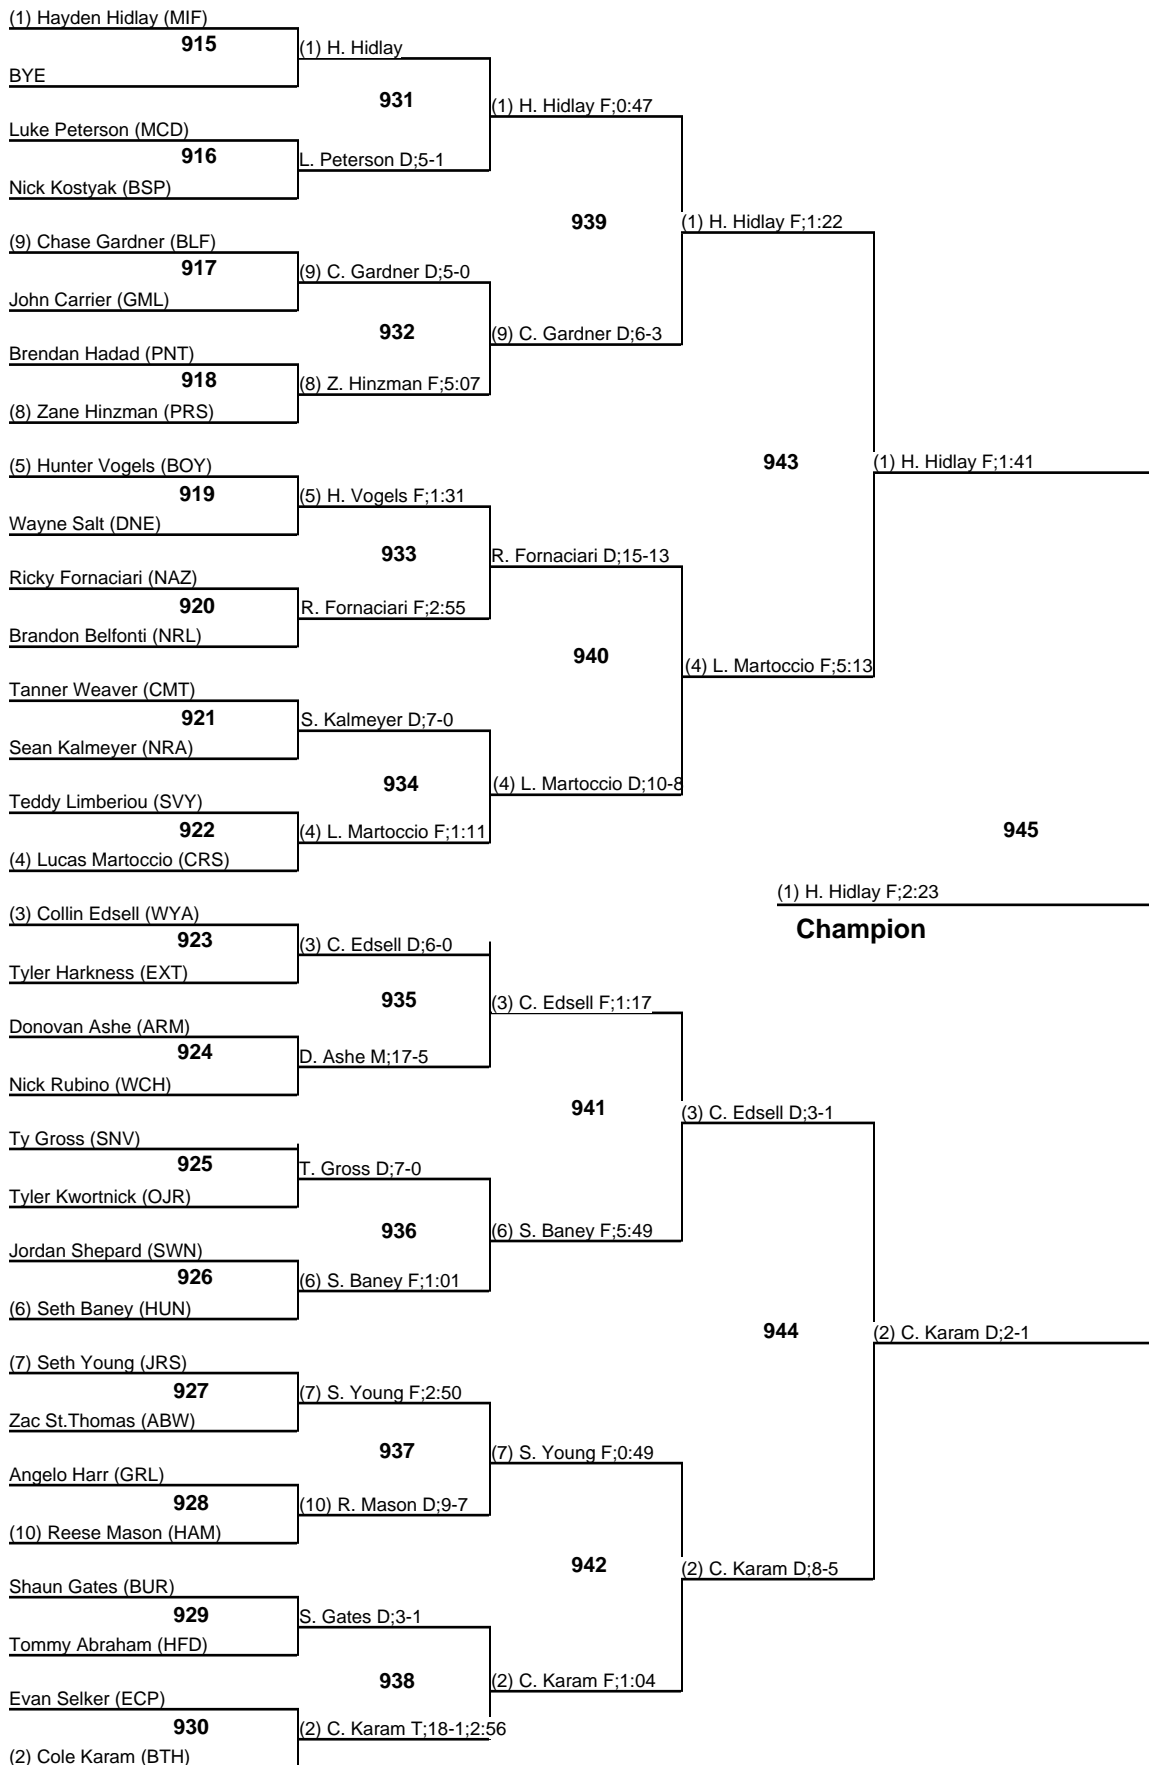 (1) Hayden Hidlay (MIF)
915
BYE
(1) H. Hidlay
931
Luke Peterson (MCD)
916
Nick Kostyak (BSP)
L. Peterson D;5-1
(1) H. Hidlay F;0:47
939
(9) Chase Gardner (BLF)
917
John Carrier (GML)
(9) C. Gardner D;5-0
932
Brendan Hadad (PNT)
918
(8) Zane Hinzman (PRS)
(8) Z. Hinzman F;5:07
(9) C. Gardner D;6-3
(1) H. Hidlay F;1:22
943
(5) Hunter Vogels (BOY)
919
Wayne Salt (DNE)
(5) H. Vogels F;1:31
933
Ricky Fornaciari (NAZ)
920
Brandon Belfonti (NRL)
R. Fornaciari F;2:55
R. Fornaciari D;15-13
940
Tanner Weaver (CMT)
921
Sean Kalmeyer (NRA)
S. Kalmeyer D;7-0
934
Teddy Limberiou (SVY)
922
(4) Lucas Martoccio (CRS)
(4) L. Martoccio F;1:11
(4) L. Martoccio D;10-8
(4) L. Martoccio F;5:13
(1) H. Hidlay F;1:41
945
(1) H. Hidlay F;2:23
Champion
(3) Collin Edsell (WYA)
923
Tyler Harkness (EXT)
(3) C. Edsell D;6-0
935
Donovan Ashe (ARM)
924
Nick Rubino (WCH)
D. Ashe M;17-5
(3) C. Edsell F;1:17
941
Ty Gross (SNV)
925
Tyler Kwortnick (OJR)
T. Gross D;7-0
936
Jordan Shepard (SWN)
926
(6) Seth Baney (HUN)
(6) S. Baney F;1:01
(6) S. Baney F;5:49
(3) C. Edsell D;3-1
944
(7) Seth Young (JRS)
927
Zac St.Thomas (ABW)
(7) S. Young F;2:50
937
Angelo Harr (GRL)
928
(10) Reese Mason (HAM)
(10) R. Mason D;9-7
(7) S. Young F;0:49
942
Shaun Gates (BUR)
929
Tommy Abraham (HFD)
S. Gates D;3-1
938
Evan Selker (ECP)
930
(2) Cole Karam (BTH)
(2) C. Karam T;18-1;2:56
(2) C. Karam F;1:04
(2) C. Karam D;8-5
(2) C. Karam D;2-1